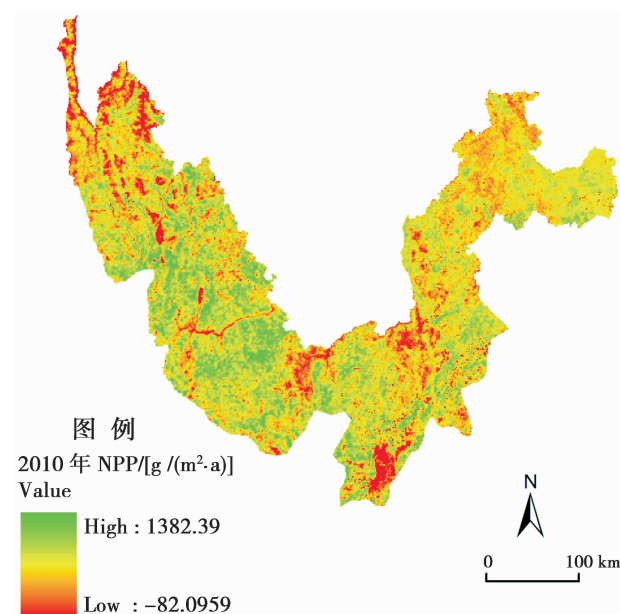 图 例
2010 年 NPP/[g /(m²·a)]
Value
High : 1382.39
Low : -82.0959
N
0 100 km